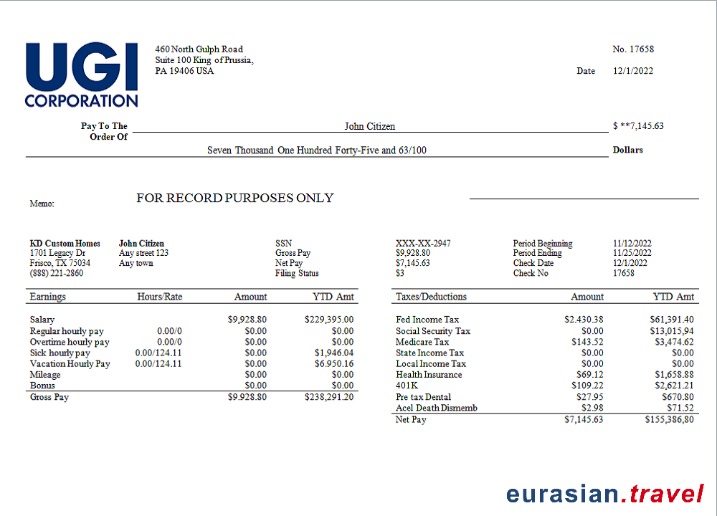 UGI
CORPORATION
460 North Gulph Road
Suite 100 King of Prussia,
PA 19406 USA
No. 17658
Date 12/1/2022
Pay To The
Order Of
John Citizen
$ **7,145.63
Seven Thousand One Hundred Forty-Five and 63/100
Dollars
Memo:
FOR RECORD PURPOSES ONLY
KD Custom Homes John Citizen SSN XXX-XX-2947 Period Beginning 11/12/2022
1701 Legacy Dr Any street 123 Gross Pay $9,928.80 Period Ending 11/25/2022
Frisco, TX 75034 Any town Net Pay $7,145.63 Check Date 12/1/2022
(888) 221-2860 Filing Status $3 Check No 17658
Earnings Hours/Rate Amount YTD Amt
Salary $9,928.80 $229,395.00
Regular hourly pay 0.00/0 $0.00 $0.00
Overtime hourly pay 0.00/0 $0.00 $0.00
Sick hourly pay 0.00/124.11 $0.00 $1,946.04
Vacation Hourly Pay 0.00/124.11 $0.00 $6.950.16
Mileage $0.00 $0.00
Bonus $0.00 $0.00
Gross Pay $9.928.80 $238,291.20
Taxes/Deductions Amount YTD Amt
Fed Income Tax $2.430.38 $61,391.40
Social Security Tax $0.00 $13,015,94
Medicare Tax $143.52 $3,474.62
State Income Tax $0.00 $0.00
Local Income Tax $0.00 $0.00
Health Insurance $69.12 $1,658.88
401K $109.22 $2,621.21
Pre tax Dental $27.95 $670.80
Acel Death Dismemb $2.98 $71.52
Net Pay $7,145.63 $155,386,80
eurasian.travel